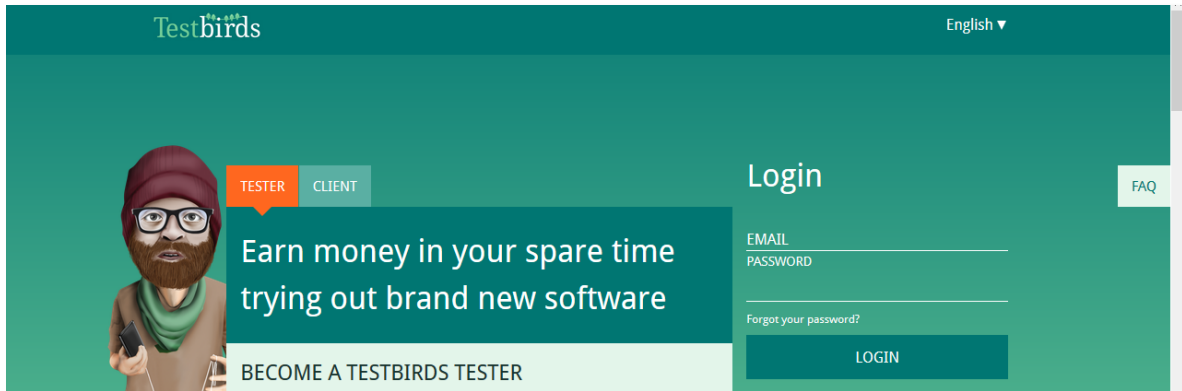 Testbirds
English ▼
TESTER
CLIENT
Earn money in your spare time
trying out brand new software
BECOME A TESTBIRDS TESTER
Login
EMAIL
PASSWORD
Forgot your password?
LOGIN
FAQ